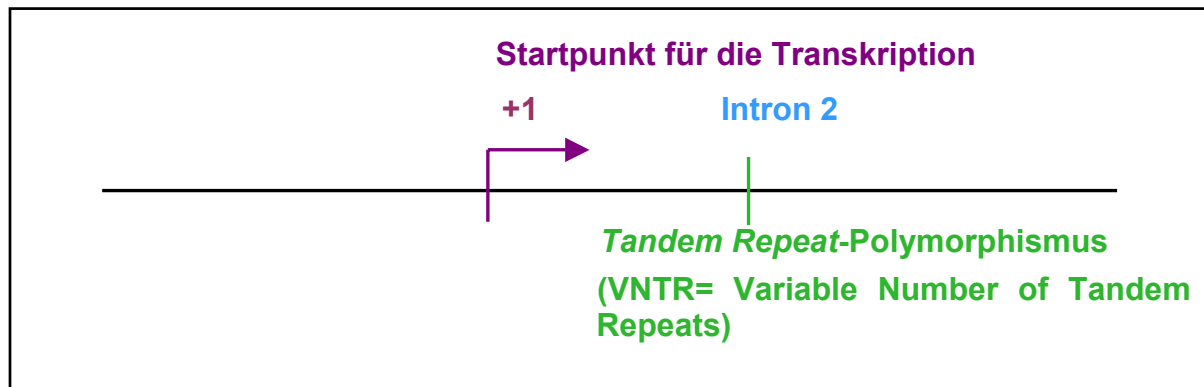 Startpunkt für die Transkription
+1
Intron 2
Tandem Repeat-Polymorphismus
(VNTR= Variable Number of Tandem
Repeats)